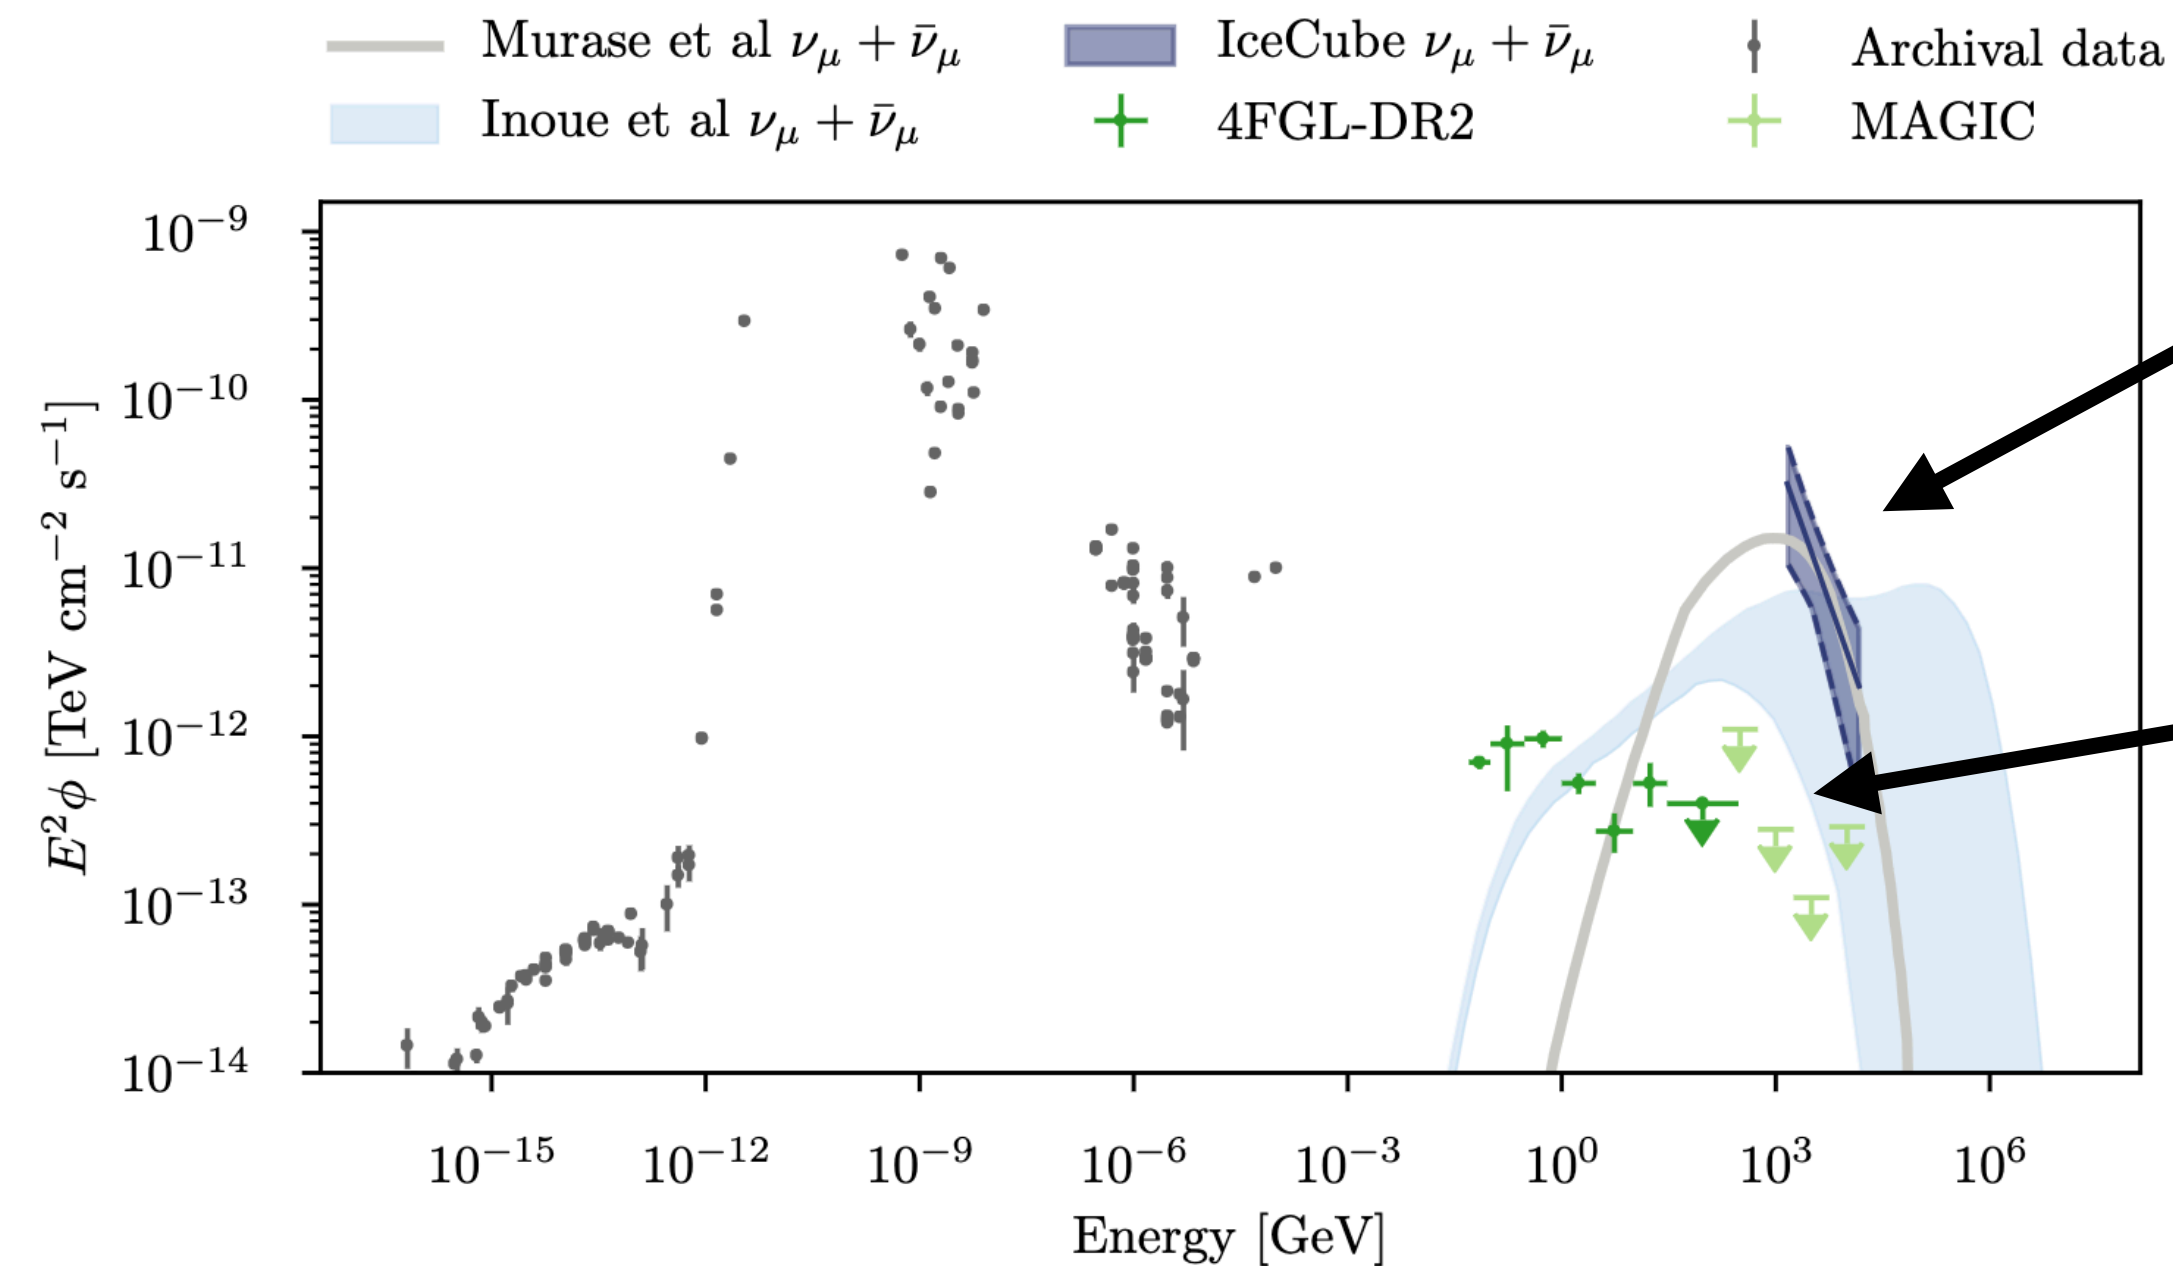 Murase et al νμ + ν̄μ IceCube νμ + ν̄μ Archival data
Inoue et al νμ + ν̄μ 4FGL-DR2 MAGIC
10⁻⁹
10⁻¹⁰
10⁻¹¹
10⁻¹²
10⁻¹³
10⁻¹⁴
E²ϕ [TeV cm⁻² s⁻¹]
10⁻¹⁵ 10⁻¹² 10⁻⁹ 10⁻⁶ 10⁻³ 10⁰ 10³ 10⁶
Energy [GeV]